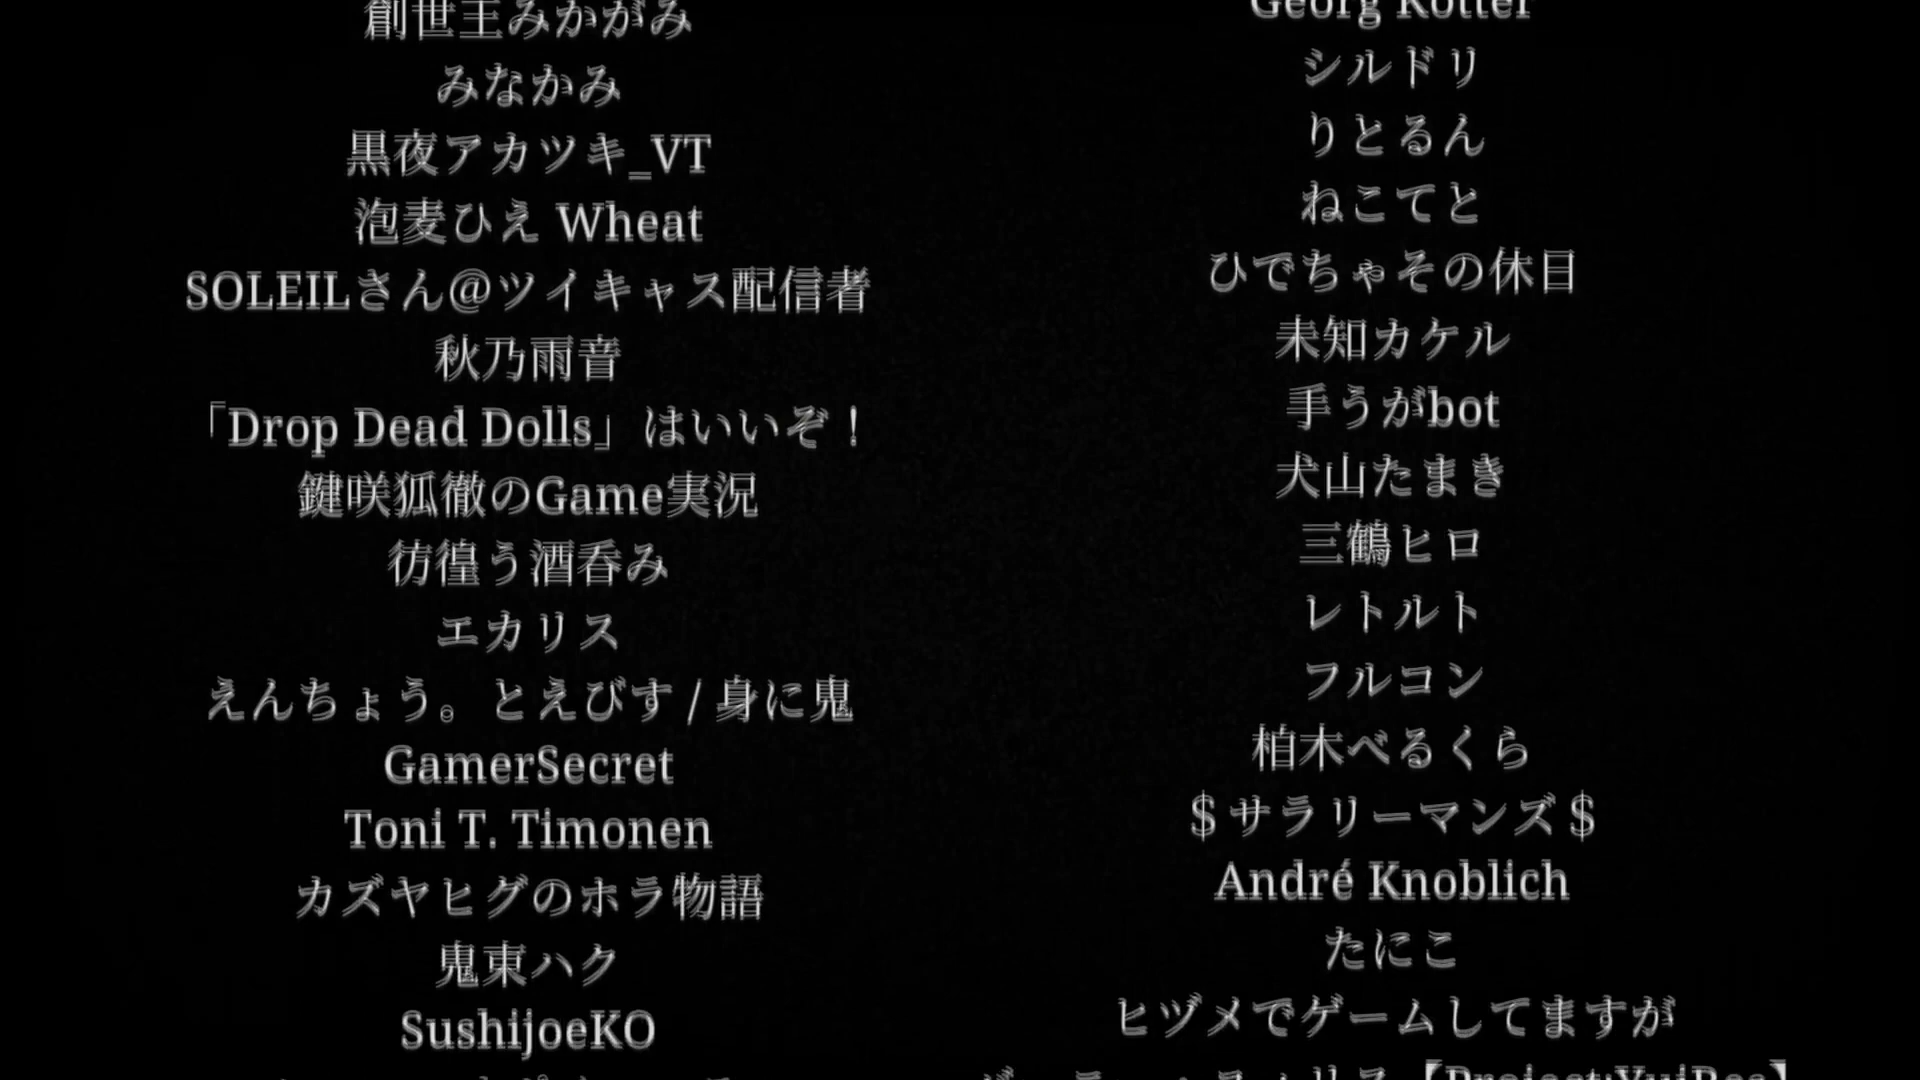 創世主みかがみ
みなかみ
黒夜アカツキ_VT
泡麦ひえ Wheat
SOLEILさん@ツイキャス配信者
秋乃雨音
「Drop Dead Dolls」はいいぞ！
鍵咲狐徹のGame実況
彷徨う酒呑み
エカリス
えんちょう。とえびす / 身に鬼
GamerSecret
Toni T. Timonen
カズヤヒグのホラ物語
鬼東ハク
SushijoeKO
Georg Kotter
シルドリ
りとるん
ねこてと
ひでちゃその休日
未知カケル
手うがbot
犬山たまき
三鶴ヒロ
レトルト
フルコン
柏木べるくら
$サラリーマンズ$
André Knoblich
たにこ
ヒヅメでゲームしてますが